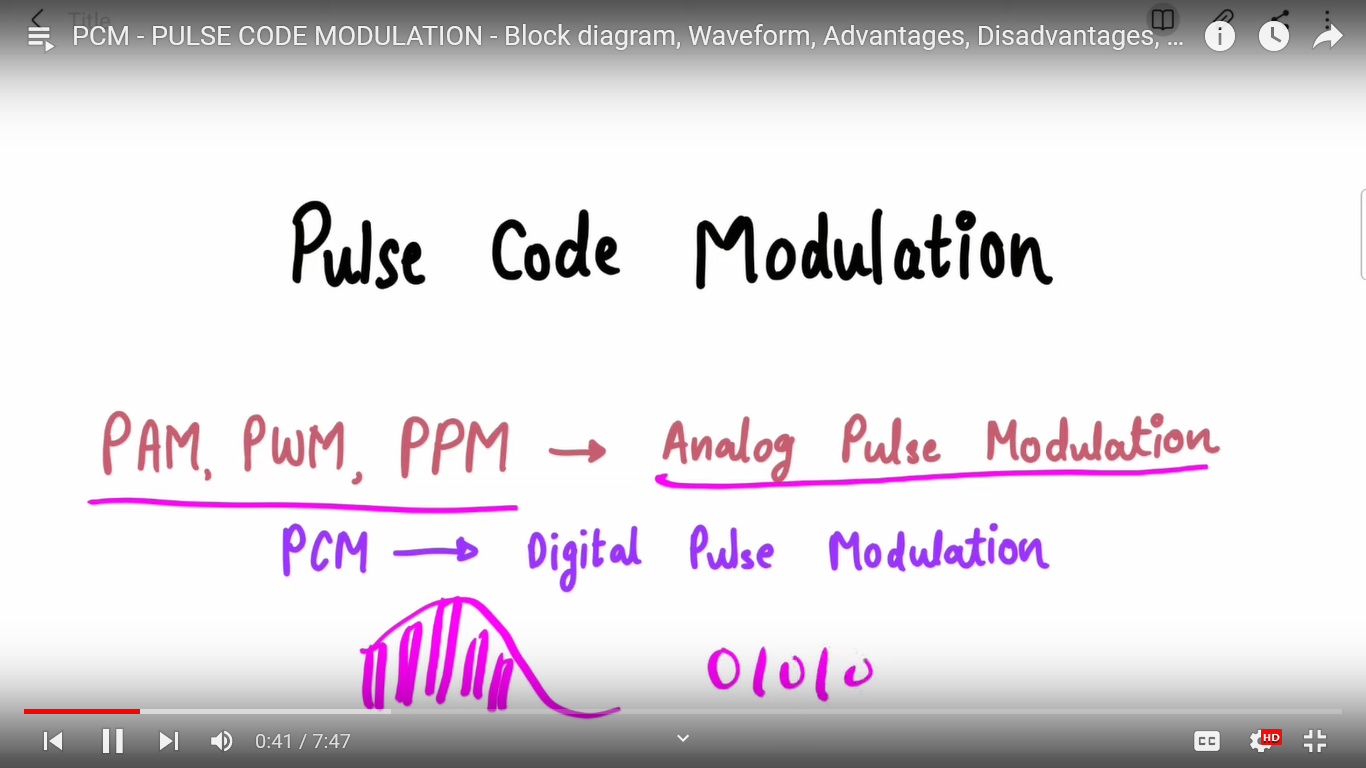 Title
PCM - PULSE CODE MODULATION - Block diagram, Waveform, Advantages, Disadvantages, ...
Pulse Code Modulation
PAM, PWM, PPM → Analog Pulse Modulation
PCM → Digital Pulse Modulation
01010
0:41 / 7:47
CC
HD